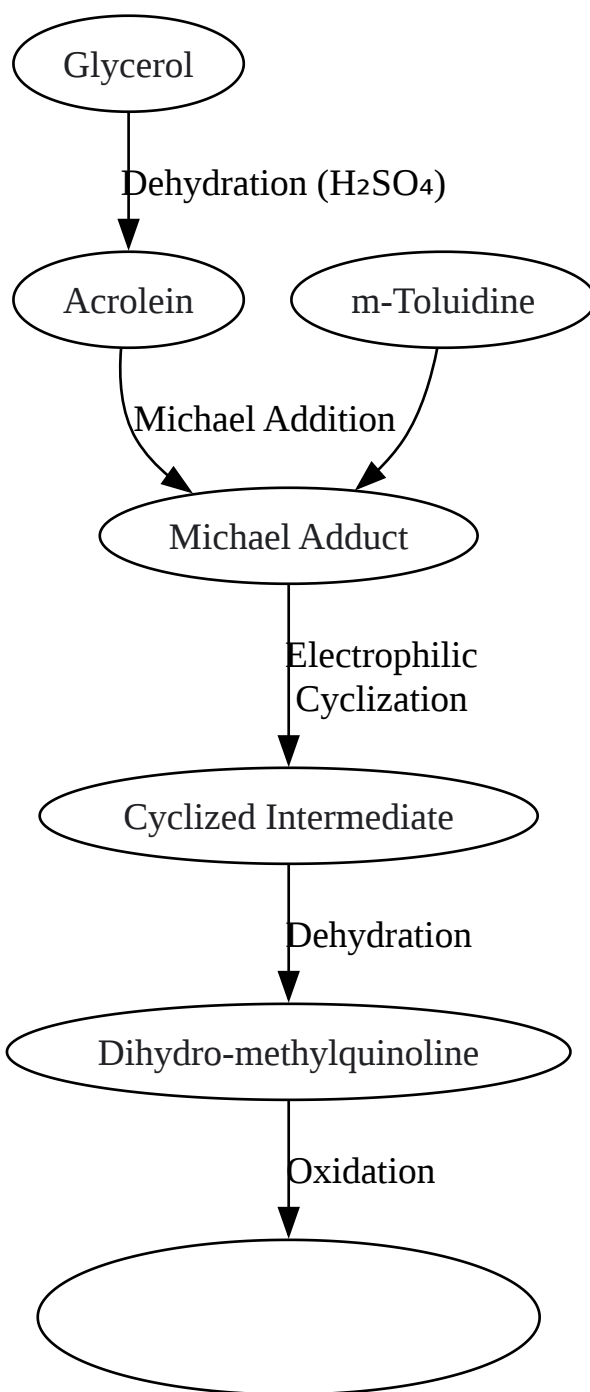 Glycerol
Dehydration (H₂SO₄)
Acrolein
m-Toluidine
Michael Addition
Michael Adduct
Electrophilic
Cyclization
Cyclized Intermediate
Dehydration
Dihydro-methylquinoline
Oxidation